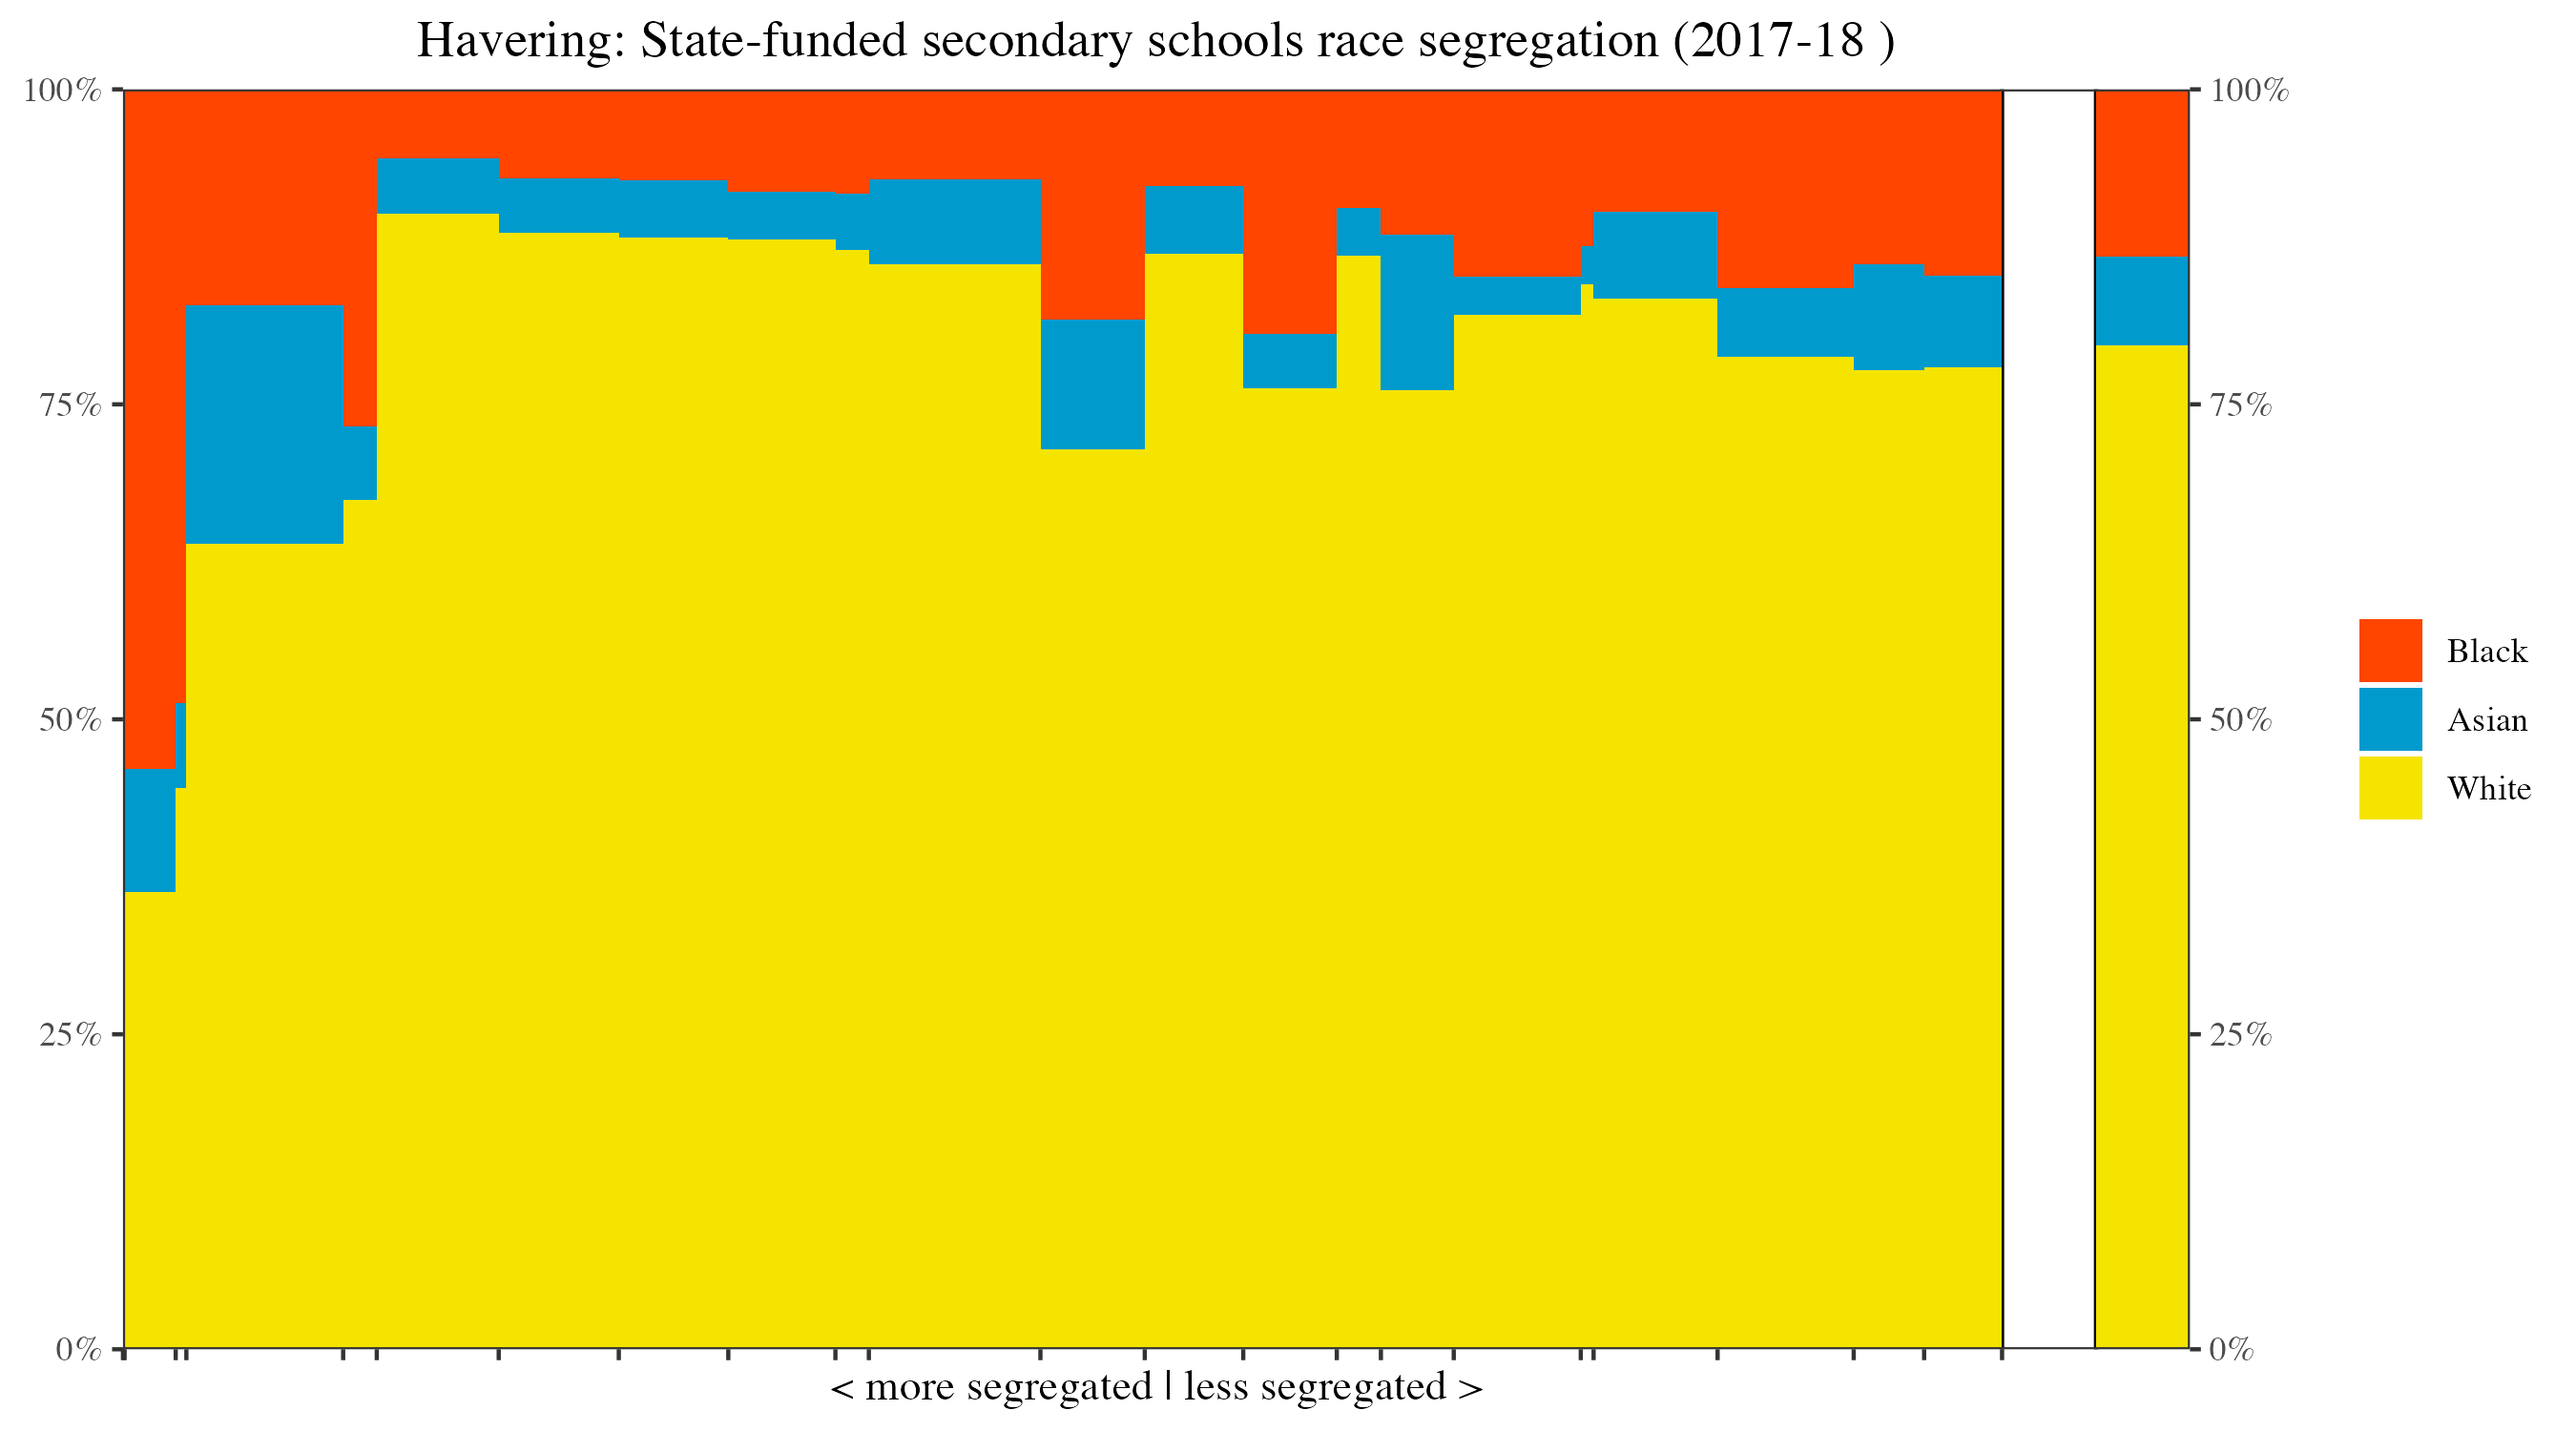 Havering: State-funded secondary schools race segregation (2017-18 )
100%
75%
50%
25%
0%
100%
75%
50%
25%
0%
Black
Asian
White
< more segregated | less segregated >